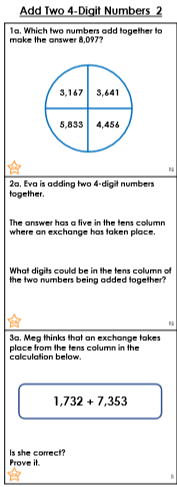 Add Two 4-Digit Numbers 2
1a. Which two numbers add together to
make the answer 8,097?
3,167 3,641
5,833 4,456
2a. Eva is adding two 4-digit numbers
together.
The answer has a five in the tens column
where an exchange has taken place.
What digits could be in the tens column of
the two numbers being added together?
3a. Meg thinks that an exchange takes
place from the tens column in the
calculation below.
1,732 + 7,353
Is she correct?
Prove it.